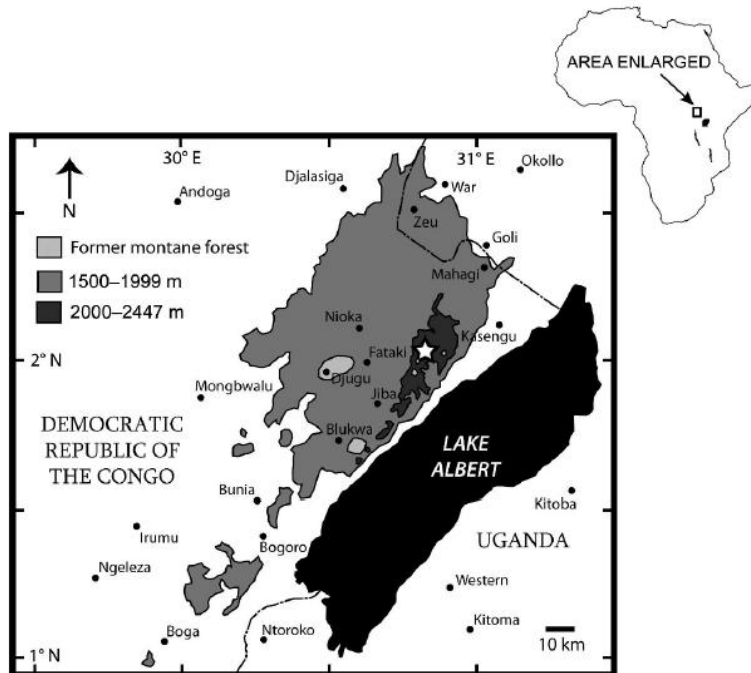 AREA ENLARGED
30° E
31° E
Okollo
Djalasiga
War
Andoga
N
Zeu
Goli
Former montane forest
1500–1999 m
2000–2447 m
Mahagi
Nioka
Kasengu
2° N
Fataki
Djugu
Mongbwalu
Jiba
DEMOCRATIC
REPUBLIC OF
THE CONGO
Blukwa
LAKE
ALBERT
Bunia
Kitoba
Irumu
Bogoro
UGANDA
Ngeleza
Western
Boga
Ntoroko
Kitoma
10 km
1° N